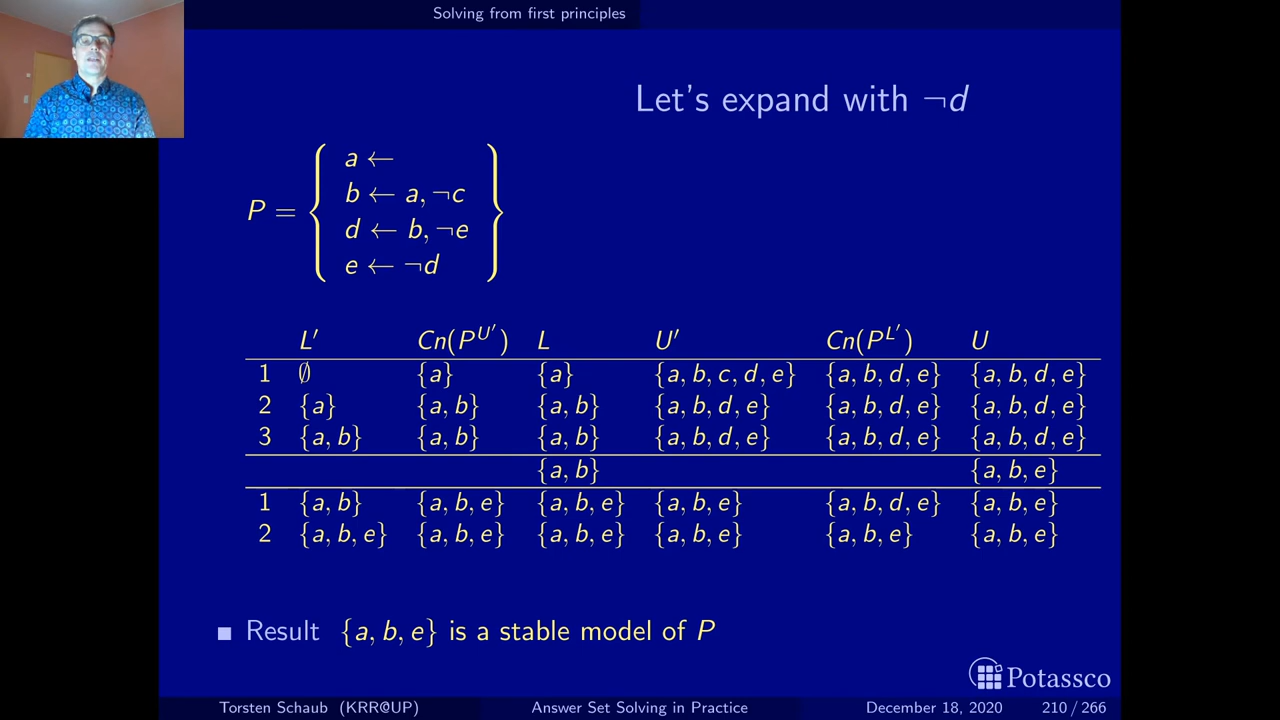 Solving from first principles
Let's expand with ¬d
P = { a ←
b ← a, ¬c
d ← b, ¬e
e ← ¬d }
L′ Cn(P^U′) L U′ Cn(P^L′) U
1 ∅ {a} {a} {a, b, c, d, e} {a, b, d, e} {a, b, d, e}
2 {a} {a, b} {a, b} {a, b, d, e} {a, b, d, e} {a, b, d, e}
3 {a, b} {a, b} {a, b} {a, b, d, e} {a, b, d, e} {a, b, d, e}
{a, b} {a, b, e}
1 {a, b} {a, b, e} {a, b, e} {a, b, e} {a, b, d, e} {a, b, e}
2 {a, b, e} {a, b, e} {a, b, e} {a, b, e} {a, b, e} {a, b, e}
■ Result {a, b, e} is a stable model of P
Potassco
Torsten Schaub (KRR@UP) Answer Set Solving in Practice December 18, 2020 210 / 266